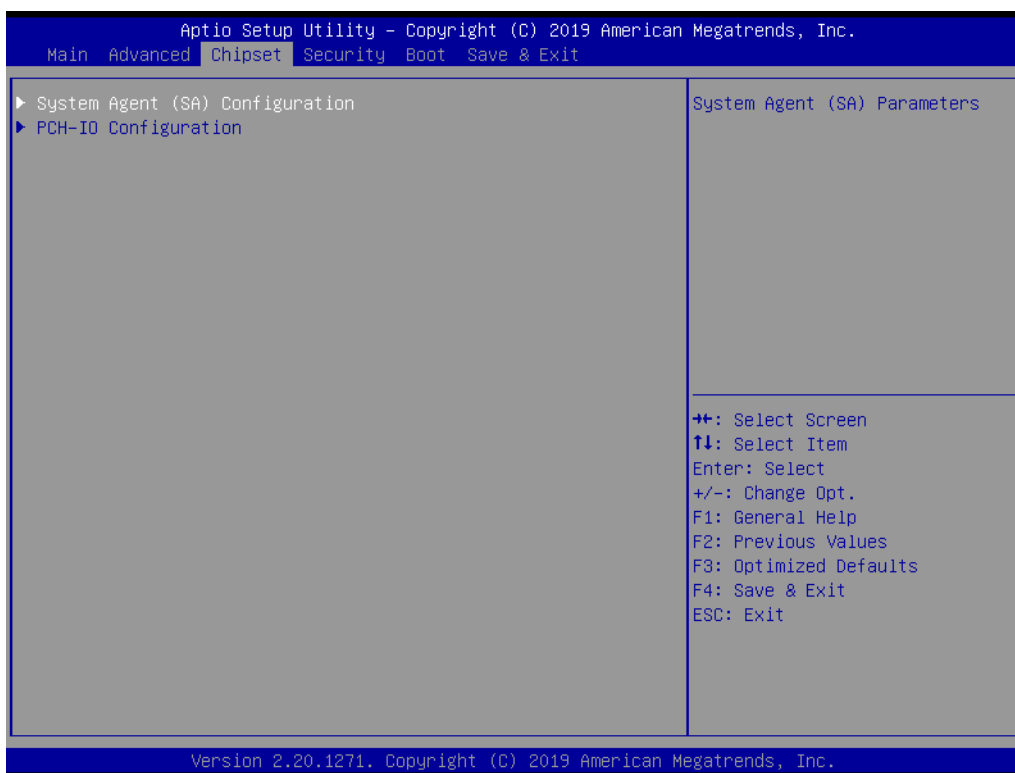 Aptio Setup Utility – Copyright (C) 2019 American Megatrends, Inc.
Main Advanced Chipset Security Boot Save & Exit
▶ System Agent (SA) Configuration
▶ PCH-IO Configuration
System Agent (SA) Parameters
→←: Select Screen
↑↓: Select Item
Enter: Select
+/-: Change Opt.
F1: General Help
F2: Previous Values
F3: Optimized Defaults
F4: Save & Exit
ESC: Exit
Version 2.20.1271. Copyright (C) 2019 American Megatrends, Inc.